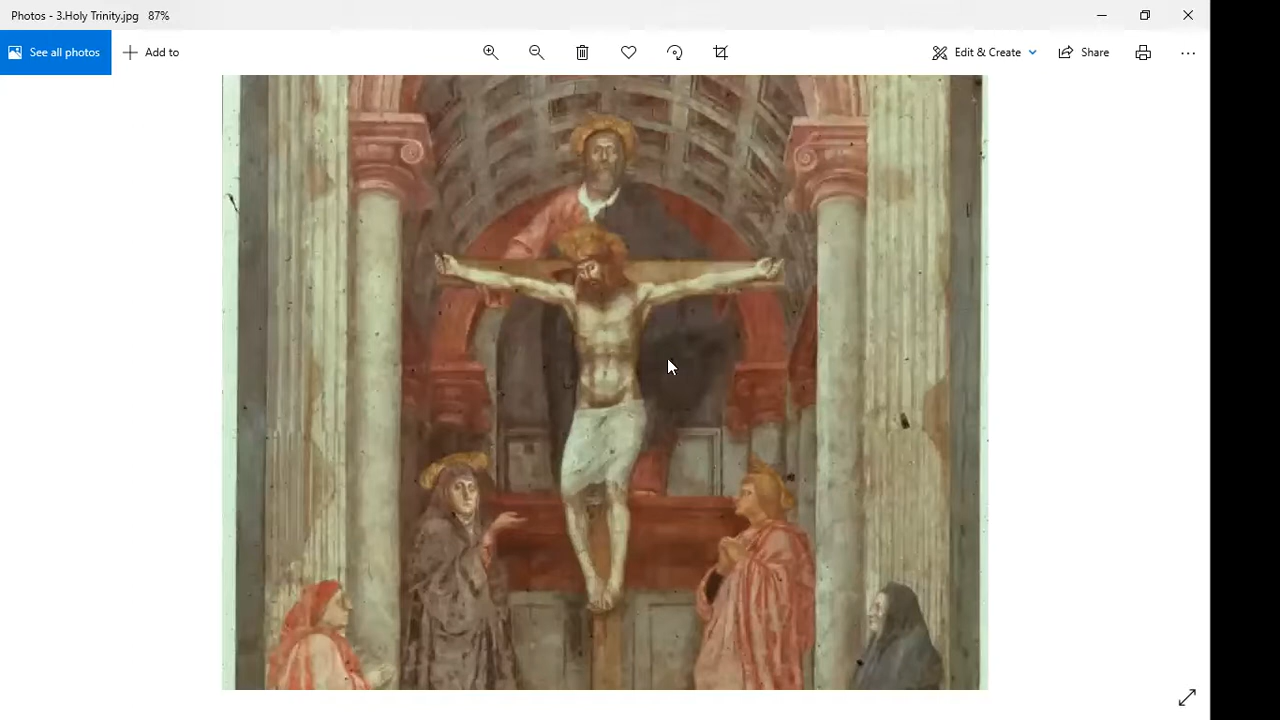 Photos - 3.Holy Trinity.jpg 87%
See all photos
Add to
Edit & Create
Share